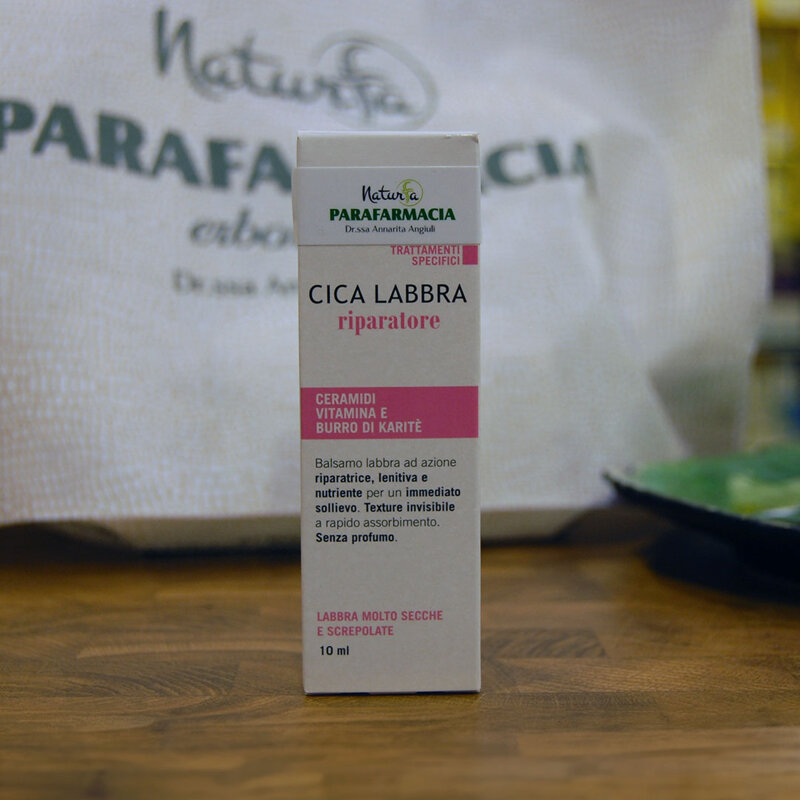 Naturfa
PARAFARMACIA
Dr.ssa
Naturfa
PARAFARMACIA
Dr.ssa Annarita Angiuli
TRATTAMENTI
SPECIFICI
CICA LABBRA
riparatore
CERAMIDI
VITAMINA E
BURRO DI KARITÈ
Balsamo labbra ad azione
riparatrice, lenitiva e
nutriente per un immediato
sollievo. Texture invisibile
a rapido assorbimento.
Senza profumo.
LABBRA MOLTO SECCHE
E SCREPOLATE
10 ml